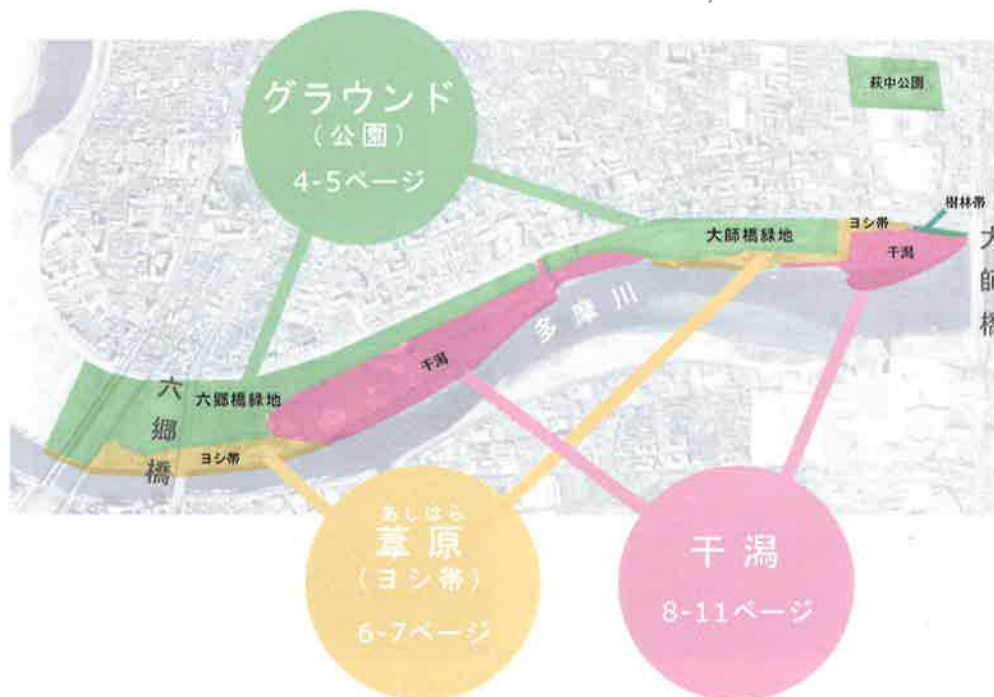 グラウンド
(公園)
4-5ページ
萩中公園
樹林帯
ヨシ帯
大師橋緑地
干潟
大師橋
多摩川
干潟
六郷橋緑地
六郷橋
ヨシ帯
あしはら
葦原
(ヨシ帯)
6-7ページ
干潟
8-11ページ